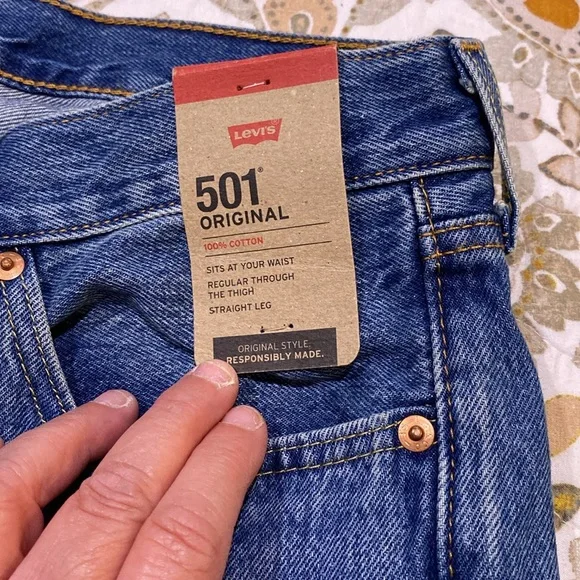 LEVI'S
501®
ORIGINAL
100% COTTON
SITS AT YOUR WAIST
REGULAR THROUGH
THE THIGH
STRAIGHT LEG
ORIGINAL STYLE.
RESPONSIBLY MADE.